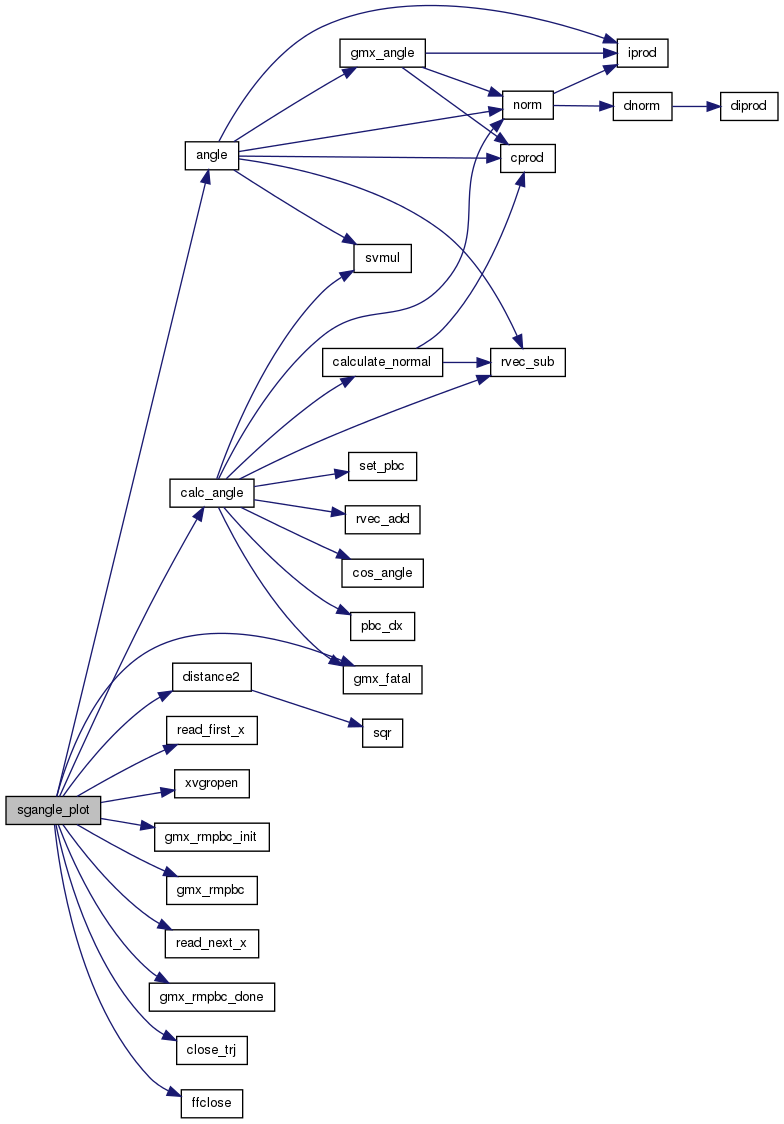 iprod
gmx_angle
norm
dnorm
diprod
angle
cprod
svmul
calculate_normal
rvec_sub
set_pbc
calc_angle
rvec_add
cos_angle
pbc_dx
distance2
gmx_fatal
read_first_x
sqr
xvgropen
sgangle_plot
gmx_rmpbc_init
gmx_rmpbc
read_next_x
gmx_rmpbc_done
close_trj
ffclose